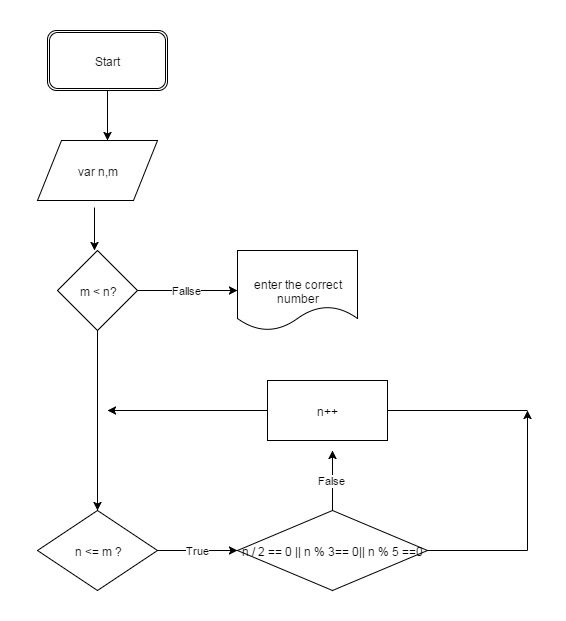 Start
var n,m
m < n?
Fallse
enter the correct
number
n++
False
n <= m ?
True
n / 2 == 0 || n % 3== 0|| n % 5 ==0